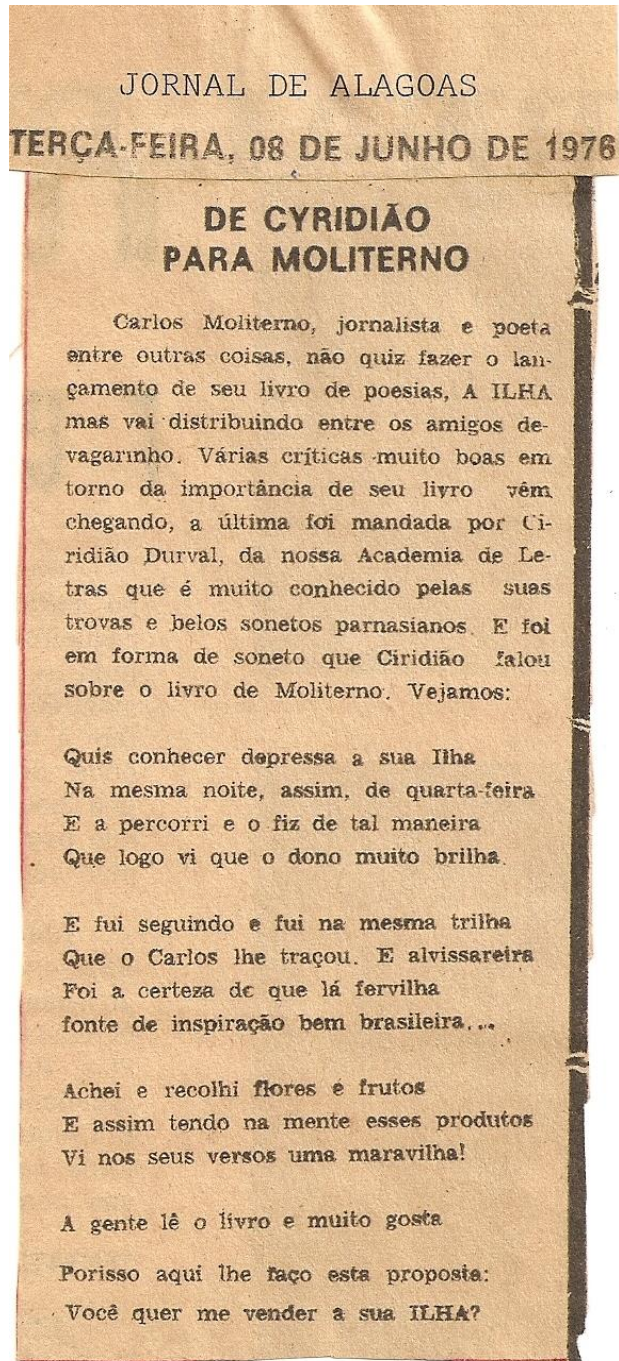 JORNAL DE ALAGOAS
TERÇA-FEIRA, 08 DE JUNHO DE 1976
DE CYRIDIÃO
PARA MOLITERNO
Carlos Moliterno, jornalista e poeta
entre outras coisas, não quiz fazer o lan-
çamento de seu livro de poesias, A ILHA
mas vai distribuindo entre os amigos de-
vagarinho. Várias críticas muito boas em
torno da importância de seu livro vêm
chegando, a última foi mandada por Ci-
ridião Durval, da nossa Academia de Le-
tras que é muito conhecido pelas suas
trovas e belos sonetos parnasianos. E foi
em forma de soneto que Ciridião falou
sobre o livro de Moliterno. Vejamos:
Quis conhecer depressa a sua Ilha
Na mesma noite, assim, de quarta-feira
E a percorri e o fiz de tal maneira
Que logo vi que o dono muito brilha.
E fui seguindo e fui na mesma trilha
Que o Carlos lhe traçou. E alvissareira
Foi a certeza de que lá fervilha
fonte de inspiração bem brasileira...
Achei e recolhi flores e frutos
E assim tendo na mente esses produtos
Vi nos seus versos uma maravilha!
A gente lê o livro e muito gosta
Porisso aqui lhe faço esta proposta:
Você quer me vender a sua ILHA?